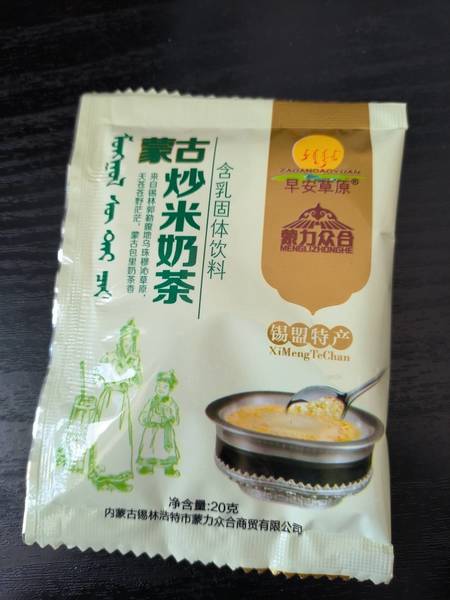 蒙古
炒米奶茶
含乳固体饮料
来自锡林郭勒腹地乌珠穆沁草原，
天苍苍野茫茫，蒙古包里奶茶香
ZAOANCAOYUAN
早安草原®
蒙力众合
MENGLIZHONGHE
锡盟特产
XiMengTeChan
净含量:20克
内蒙古锡林浩特市蒙力众合商贸有限公司